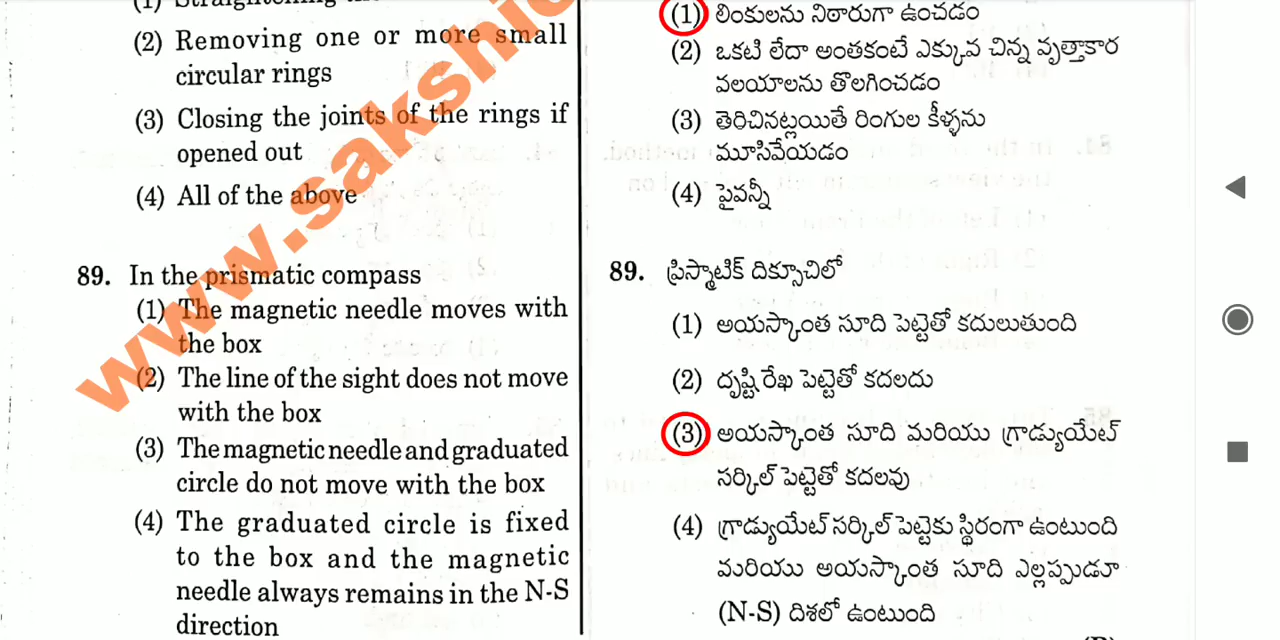 (1) Straightening the
(2) Removing one or more small
circular rings
(3) Closing the joints of the rings if
opened out
(4) All of the above
89. In the prismatic compass
(1) The magnetic needle moves with
the box
(2) The line of the sight does not move
with the box
(3) The magnetic needle and graduated
circle do not move with the box
(4) The graduated circle is fixed
to the box and the magnetic
needle always remains in the N-S
direction
www.sakshi
(1) లింకులను నిఠారుగా ఉంచడం
(2) ఒకటి లేదా అంతకంటే ఎక్కువ చిన్న వృత్తాకార
వలయాలను తొలగించడం
(3) తెరిచినట్లయితే రింగుల కీళ్ళను
మూసివేయడం
(4) పైవన్నీ
89. ప్రిస్మాటిక్ దిక్సూచిలో
(1) అయస్కాంత సూది పెట్టెతో కదులుతుంది
(2) దృష్టి రేఖ పెట్టెతో కదలదు
(3) అయస్కాంత సూది మరియు గ్రాడ్యుయేట్
సర్కిల్ పెట్టెతో కదలవు
(4) గ్రాడ్యుయేట్ సర్కిల్ పెట్టెకు స్థిరంగా ఉంటుంది
మరియు అయస్కాంత సూది ఎల్లప్పుడూ
(N-S) దిశలో ఉంటుంది